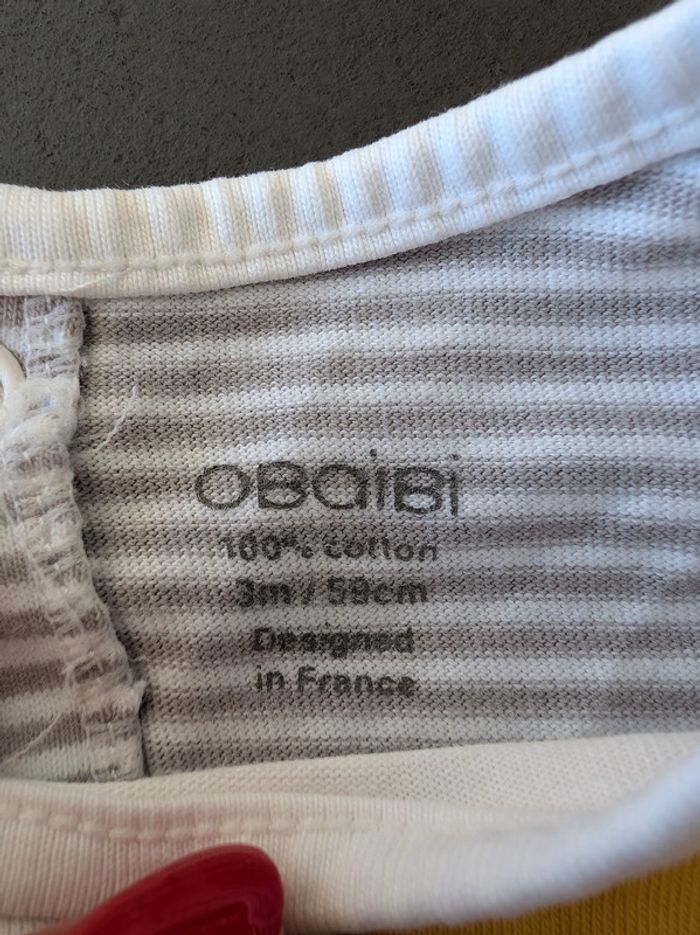 OBaiBi
100% cotton
3m / 59cm
Designed
in France